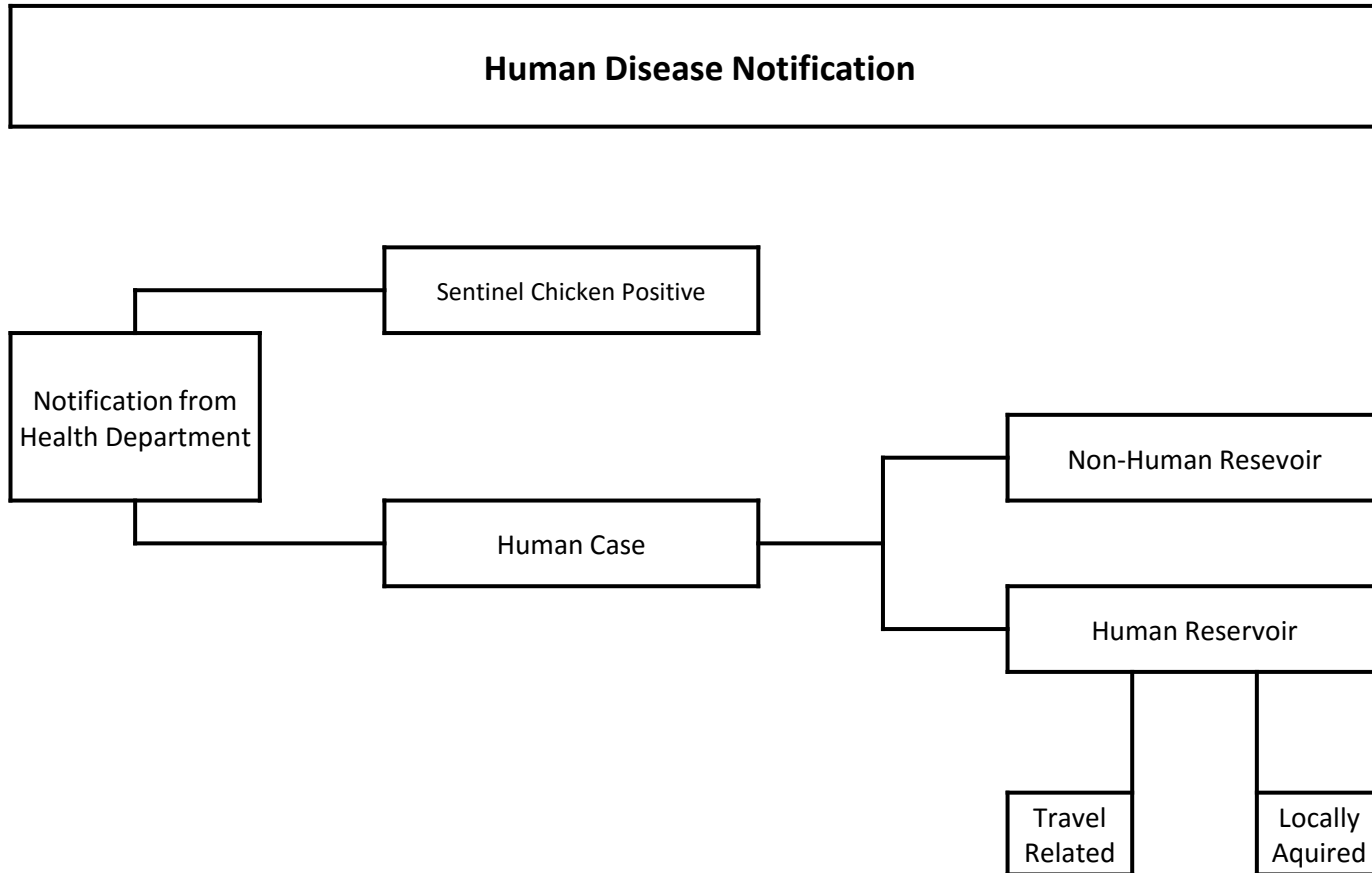 Human Disease Notification
Sentinel Chicken Positive
Notification from
Health Department
Non-Human Resevoir
Human Case
Human Reservoir
Travel
Related
Locally
Aquired